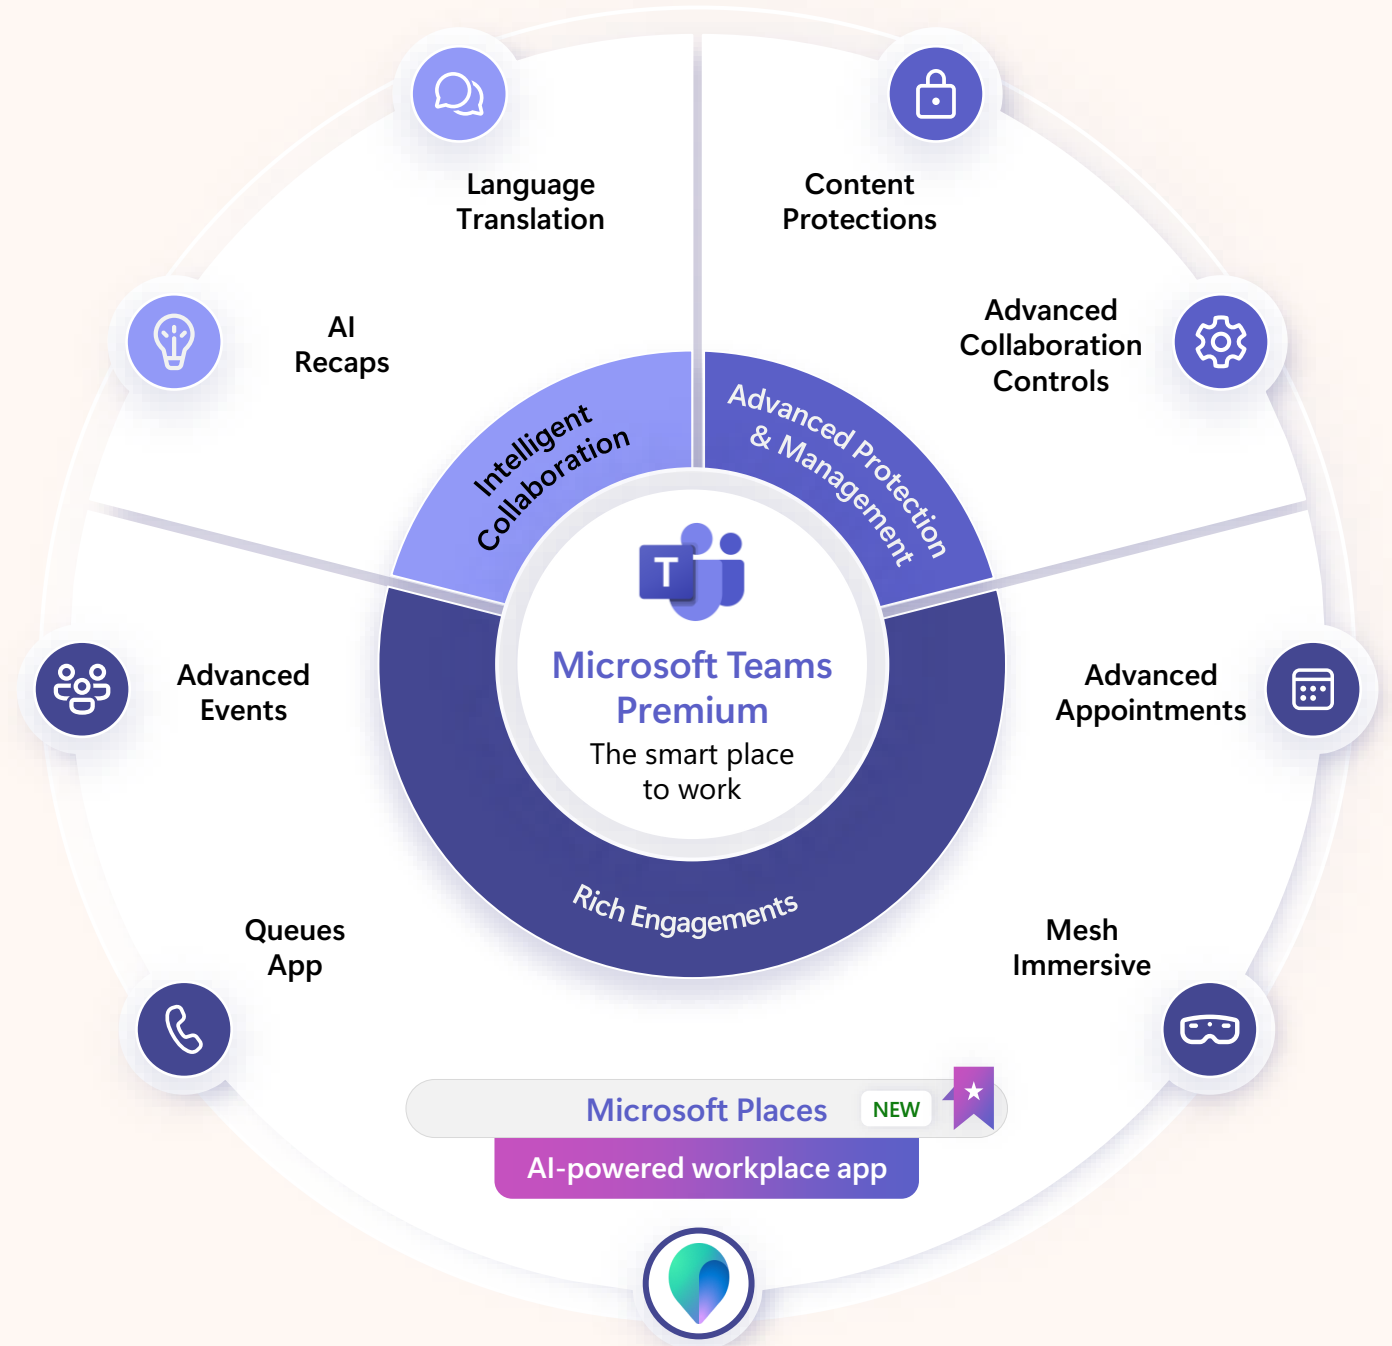 Language
Translation
Content
Protections
AI
Recaps
Advanced
Collaboration
Controls
Intelligent
Collaboration
Advanced Protection
& Management
T
Microsoft Teams
Premium
The smart place
to work
Advanced
Events
Advanced
Appointments
Rich Engagements
Queues
App
Mesh
Immersive
Microsoft Places NEW
AI-powered workplace app